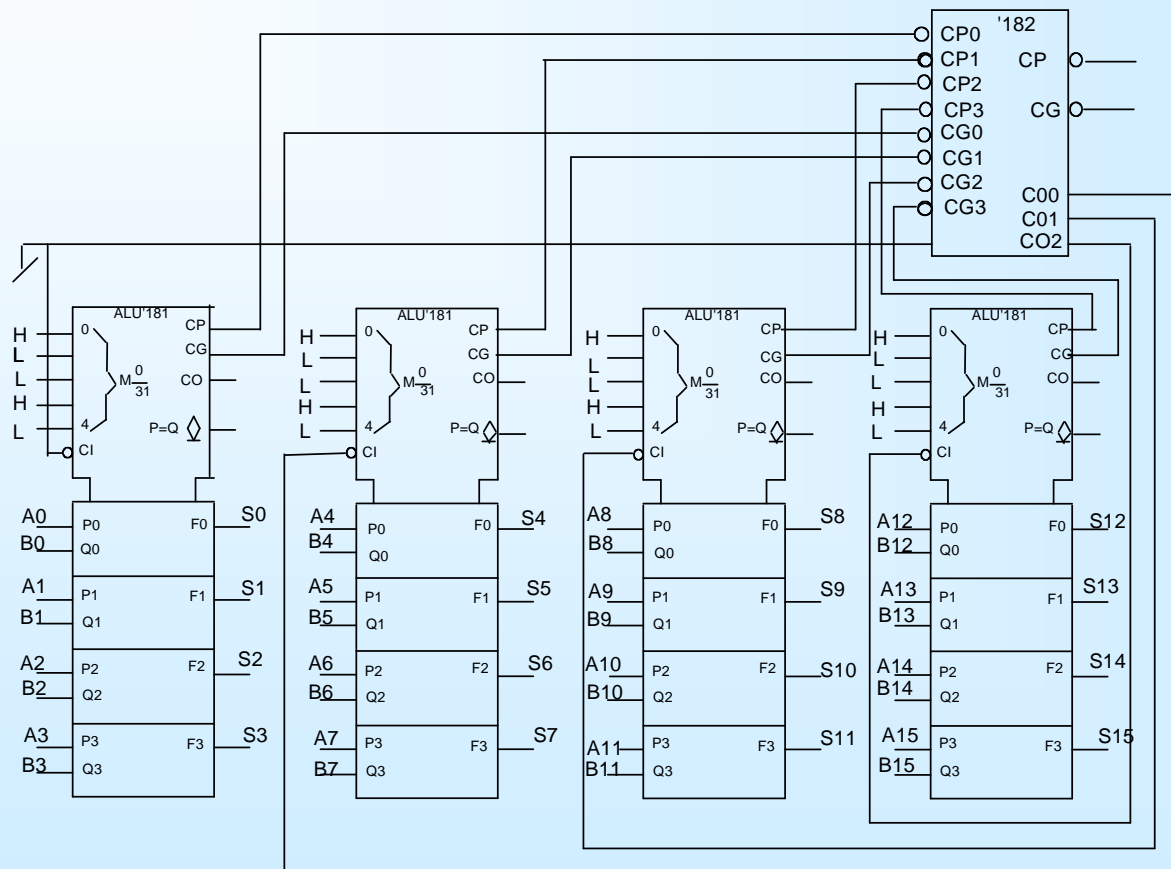 '182
CP0
CP1 CP
CP2
CP3 CG
CG0
CG1
CG2
CG3 C00
C01
CO2
ALU'181
H 0 CP
L CG
L M 0/31 CO
H
L 4 P=Q
CI
A0 P0 F0 S0
B0 Q0
A1 P1 F1 S1
B1 Q1
A2 P2 F2 S2
B2 Q2
A3 P3 F3 S3
B3 Q3
ALU'181
H 0 CP
L CG
L M 0/31 CO
H
L 4 P=Q
CI
A4 P0 F0 S4
B4 Q0
A5 P1 F1 S5
B5 Q1
A6 P2 F2 S6
B6 Q2
A7 P3 F3 S7
B7 Q3
ALU'181
H 0 CP
L CG
L M 0/31 CO
H
L 4 P=Q
CI
A8 P0 F0 S8
B8 Q0
A9 P1 F1 S9
B9 Q1
A10 P2 F2 S10
B10 Q2
A11 P3 F3 S11
B11 Q3
ALU'181
H 0 CP
L CG
L M 0/31 CO
H
L 4 P=Q
CI
A12 P0 F0 S12
B12 Q0
A13 P1 F1 S13
B13 Q1
A14 P2 F2 S14
B14 Q2
A15 P3 F3 S15
B15 Q3